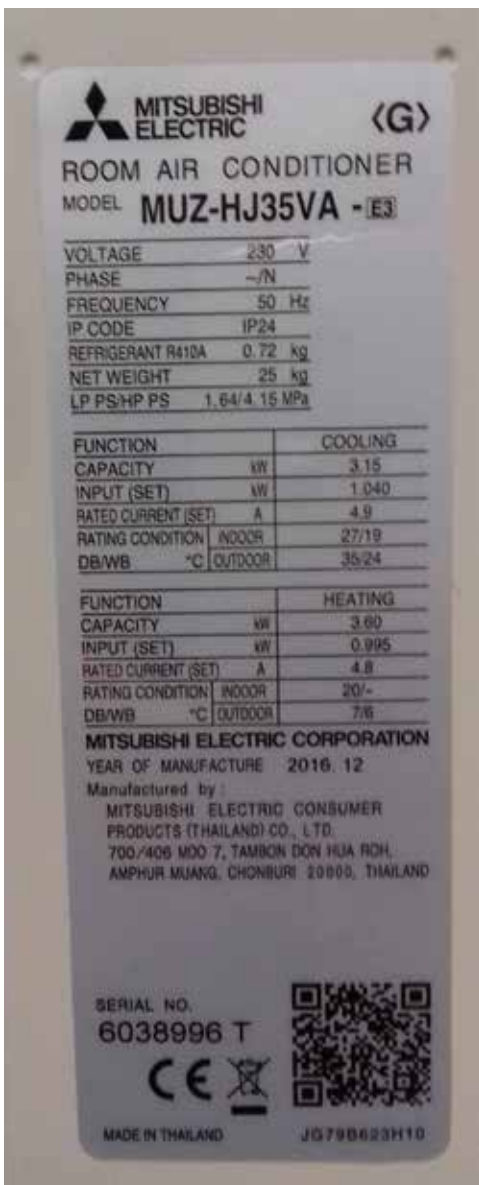 MITSUBISHI
ELECTRIC
⟨G⟩
ROOM AIR CONDITIONER
MODEL MUZ-HJ35VA - E3
VOLTAGE 230 V
PHASE ~/N
FREQUENCY 50 Hz
IP CODE IP24
REFRIGERANT R410A 0.72 kg
NET WEIGHT 25 kg
LP PS/HP PS 1.64/4.15 MPa
FUNCTION COOLING
CAPACITY kW 3.15
INPUT (SET) kW 1.040
RATED CURRENT (SET) A 4.9
RATING CONDITION INDOOR 27/19
DB/WB °C OUTDOOR 35/24
FUNCTION HEATING
CAPACITY kW 3.60
INPUT (SET) kW 0.995
RATED CURRENT (SET) A 4.8
RATING CONDITION INDOOR 20/-
DB/WB °C OUTDOOR 7/6
MITSUBISHI ELECTRIC CORPORATION
YEAR OF MANUFACTURE 2016. 12
Manufactured by :
MITSUBISHI ELECTRIC CONSUMER
PRODUCTS (THAILAND) CO., LTD.
700/406 MOO 7, TAMBON DON HUA ROH,
AMPHUR MUANG, CHONBURI 20000, THAILAND
SERIAL NO.
6038996 T
CE
MADE IN THAILAND JG79B623H10